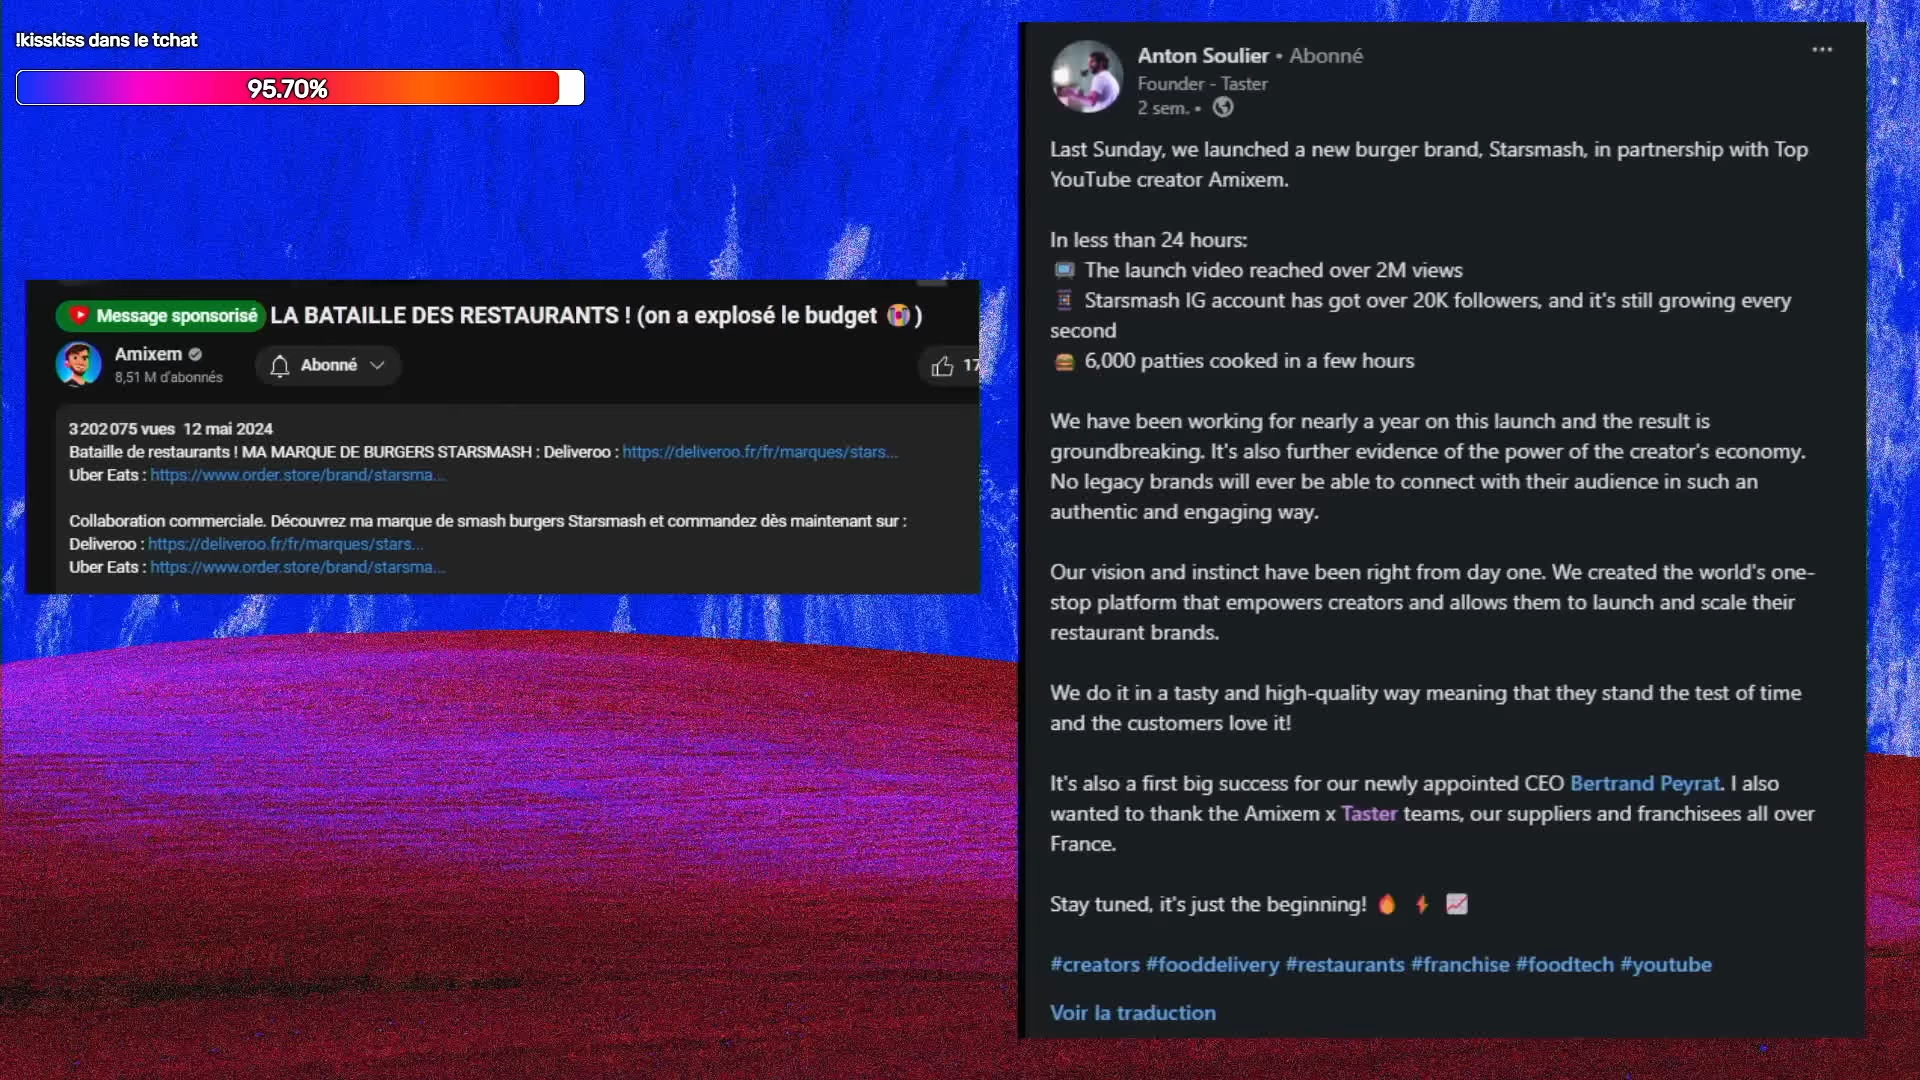 !kisskiss dans le tchat
95.70%
Message sponsorisé LA BATAILLE DES RESTAURANTS ! (on a explosé le budget 😭)
Amixem
8,51 M d'abonnés
Abonné
17
3 202 075 vues 12 mai 2024
Bataille de restaurants ! MA MARQUE DE BURGERS STARSMASH : Deliveroo : https://deliveroo.fr/fr/marques/stars...
Uber Eats : https://www.order.store/brand/starsma...
Collaboration commerciale. Découvrez ma marque de smash burgers Starsmash et commandez dès maintenant sur :
Deliveroo : https://deliveroo.fr/fr/marques/stars...
Uber Eats : https://www.order.store/brand/starsma...
Anton Soulier • Abonné
Founder - Taster
2 sem. •
Last Sunday, we launched a new burger brand, Starsmash, in partnership with Top
YouTube creator Amixem.
In less than 24 hours:
📺 The launch video reached over 2M views
📱 Starsmash IG account has got over 20K followers, and it's still growing every
second
🍔 6,000 patties cooked in a few hours
We have been working for nearly a year on this launch and the result is
groundbreaking. It's also further evidence of the power of the creator's economy.
No legacy brands will ever be able to connect with their audience in such an
authentic and engaging way.
Our vision and instinct have been right from day one. We created the world's one-
stop platform that empowers creators and allows them to launch and scale their
restaurant brands.
We do it in a tasty and high-quality way meaning that they stand the test of time
and the customers love it!
It's also a first big success for our newly appointed CEO Bertrand Peyrat. I also
wanted to thank the Amixem x Taster teams, our suppliers and franchisees all over
France.
Stay tuned, it's just the beginning! 🔥 ⚡ 📈
#creators #fooddelivery #restaurants #franchise #foodtech #youtube
Voir la traduction